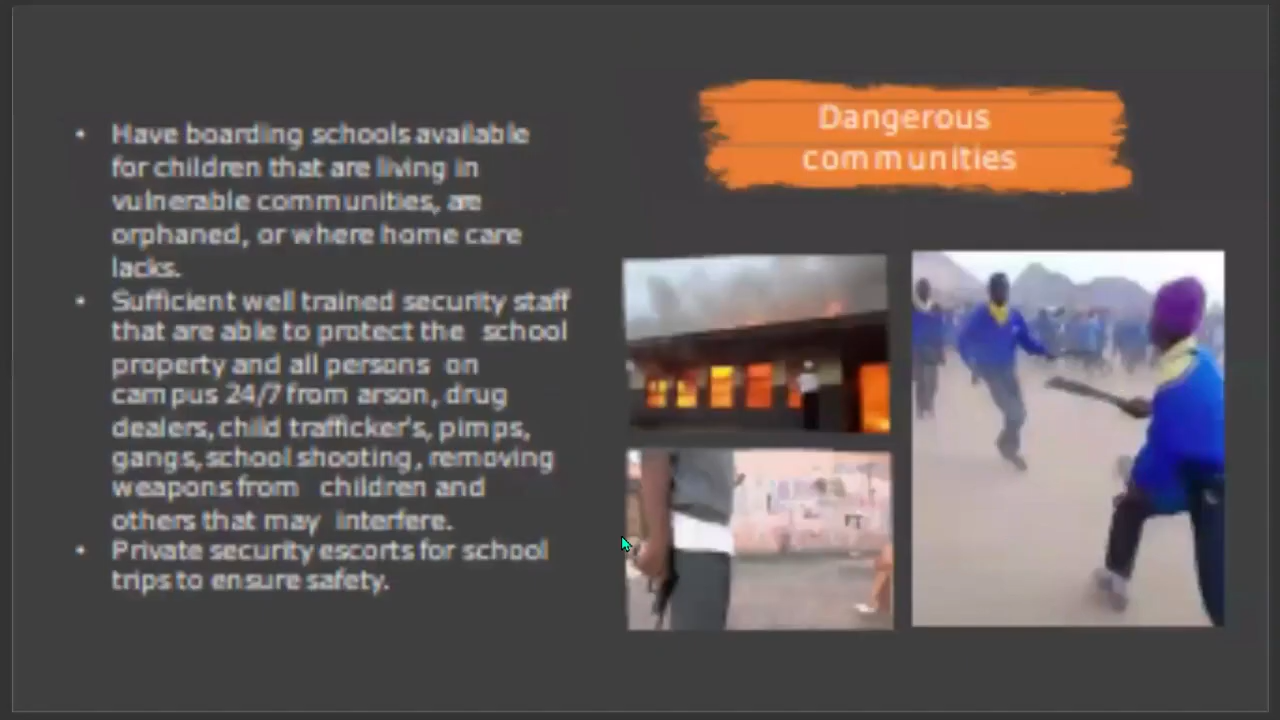 Dangerous
communities
• Have boarding schools available
for children that are living in
vulnerable communities, are
orphaned, or where home care
lacks.
• Sufficient well trained security staff
that are able to protect the school
property and all persons on
campus 24/7 from arson, drug
dealers, child trafficker's, pimps,
gangs, school shooting, removing
weapons from children and
others that may interfere.
• Private security escorts for school
trips to ensure safety.